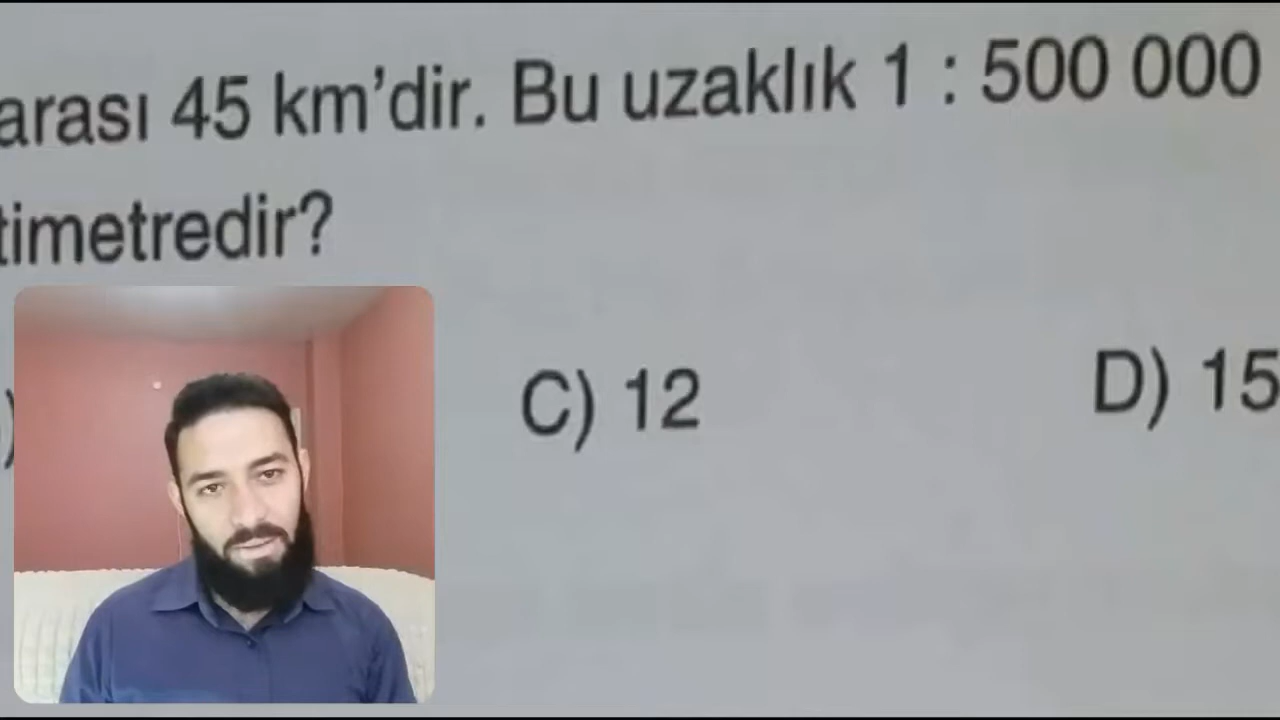 arası 45 km’dir. Bu uzaklık 1 : 500 000
timetredir?
) C) 12 D) 15